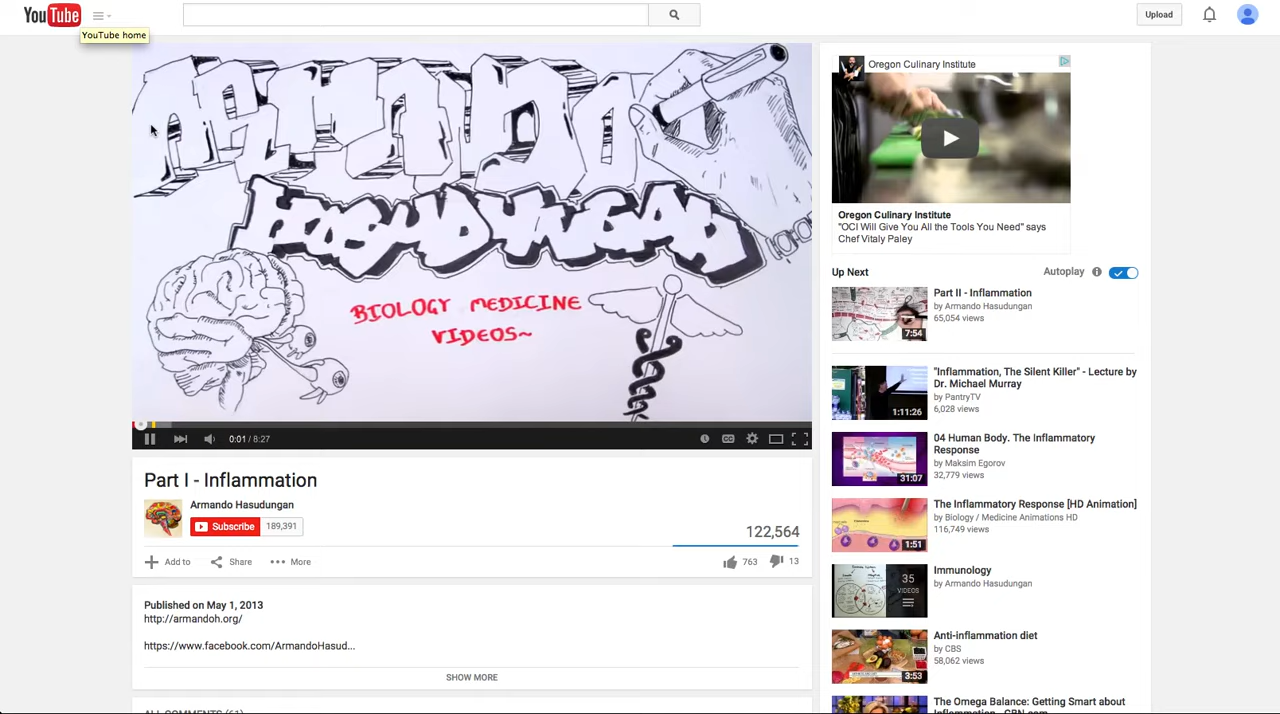 YouTube
Upload
YouTube home
ARMANDO
HASUDUNGAN
BIOLOGY MEDICINE
VIDEOS~
0:01 / 8:27
Part I - Inflammation
Armando Hasudungan
Subscribe 189,391
122,564
Add to Share More
763 13
Published on May 1, 2013
http://armandoh.org/
https://www.facebook.com/ArmandoHasud...
SHOW MORE
ALL COMMENTS (61)
Oregon Culinary Institute
Oregon Culinary Institute
"OCI Will Give You All the Tools You Need" says
Chef Vitaly Paley
Up Next Autoplay
Part II - Inflammation
by Armando Hasudungan
65,054 views
7:54
"Inflammation, The Silent Killer" - Lecture by
Dr. Michael Murray
by PantryTV
6,028 views
1:11:26
04 Human Body. The Inflammatory
Response
by Maksim Egorov
32,779 views
31:07
The Inflammatory Response [HD Animation]
by Biology / Medicine Animations HD
116,749 views
1:51
Immunology
by Armando Hasudungan
35
VIDEOS
Anti-inflammation diet
by CBS
58,062 views
3:53
The Omega Balance: Getting Smart about
Inflammation - CBN.com